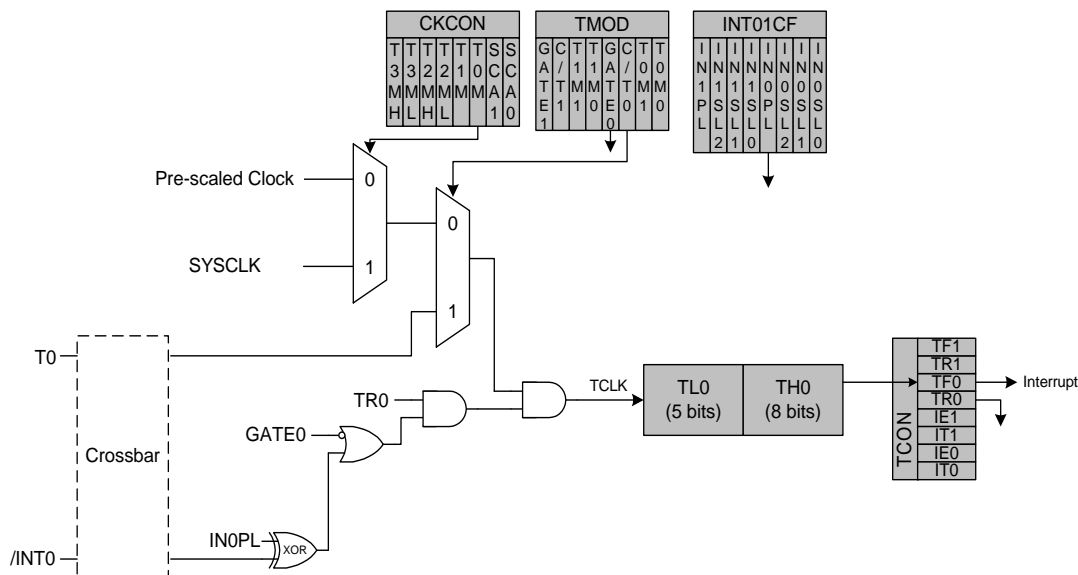 CKCON
T3MH T3ML T2MH T2ML T1M T0M SCA1 SCA0
TMOD
GATE1 C/T1 T1M1 T1M0 GATE0 C/T0 T0M1 T0M0
INT01CF
IN1PL IN1SL2 IN1SL1 IN1SL0 IN0PL IN0SL2 IN0SL1 IN0SL0
Pre-scaled Clock
0
SYSCLK
1
0
1
T0
Crossbar
/INT0
TR0
GATE0
IN0PL
XOR
TCLK
TL0
(5 bits)
TH0
(8 bits)
TCON
TF1
TR1
TF0
TR0
IE1
IT1
IE0
IT0
Interrupt